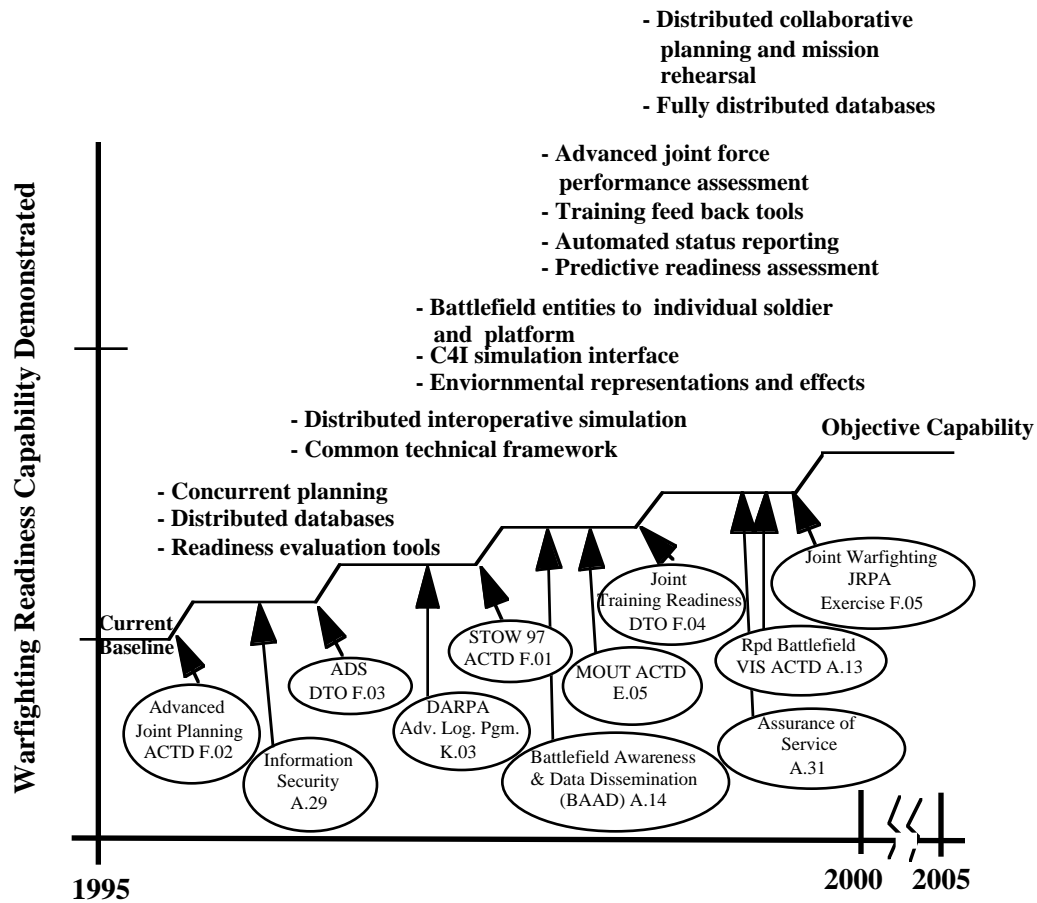 - Distributed collaborative
planning and mission
rehearsal
- Fully distributed databases
- Advanced joint force
performance assessment
- Training feed back tools
- Automated status reporting
- Predictive readiness assessment
- Battlefield entities to individual soldier
and platform
- C4I simulation interface
- Enviornmental representations and effects
- Distributed interoperative simulation
- Common technical framework
Objective Capability
- Concurrent planning
- Distributed databases
- Readiness evaluation tools
Warfighting Readiness Capability Demonstrated
Current
Baseline
Advanced
Joint Planning
ACTD F.02
Information
Security
A.29
ADS
DTO F.03
DARPA
Adv. Log. Pgm.
K.03
STOW 97
ACTD F.01
Battlefield Awareness
& Data Dissemination
(BAAD) A.14
MOUT ACTD
E.05
Joint
Training Readiness
DTO F.04
Rpd Battlefield
VIS ACTD A.13
Assurance of
Service
A.31
Joint Warfighting
JRPA
Exercise F.05
1995
2000
2005